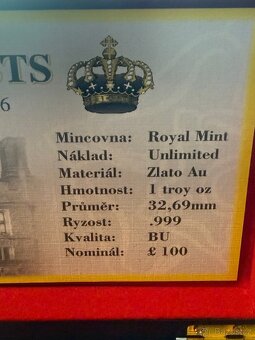 STS
6
Mincovna: Royal Mint
Náklad: Unlimited
Materiál: Zlato Au
Hmotnost: 1 troy oz
Průměr: 32,69mm
Ryzost: .999
Kvalita: BU
Nominál: £ 100